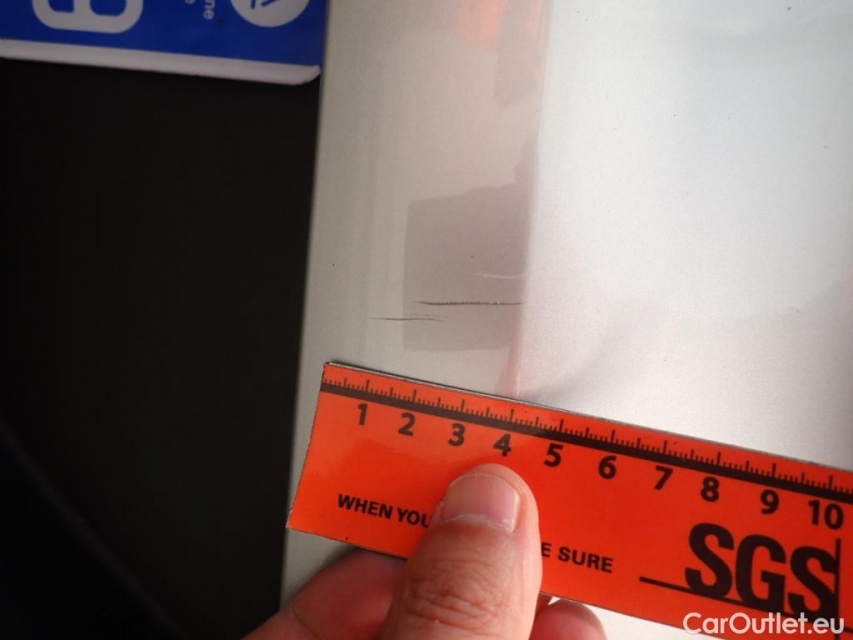 1 2 3 4 5 6 7 8 9 10
WHEN YOU E SURE
SGS
CarOutlet.eu